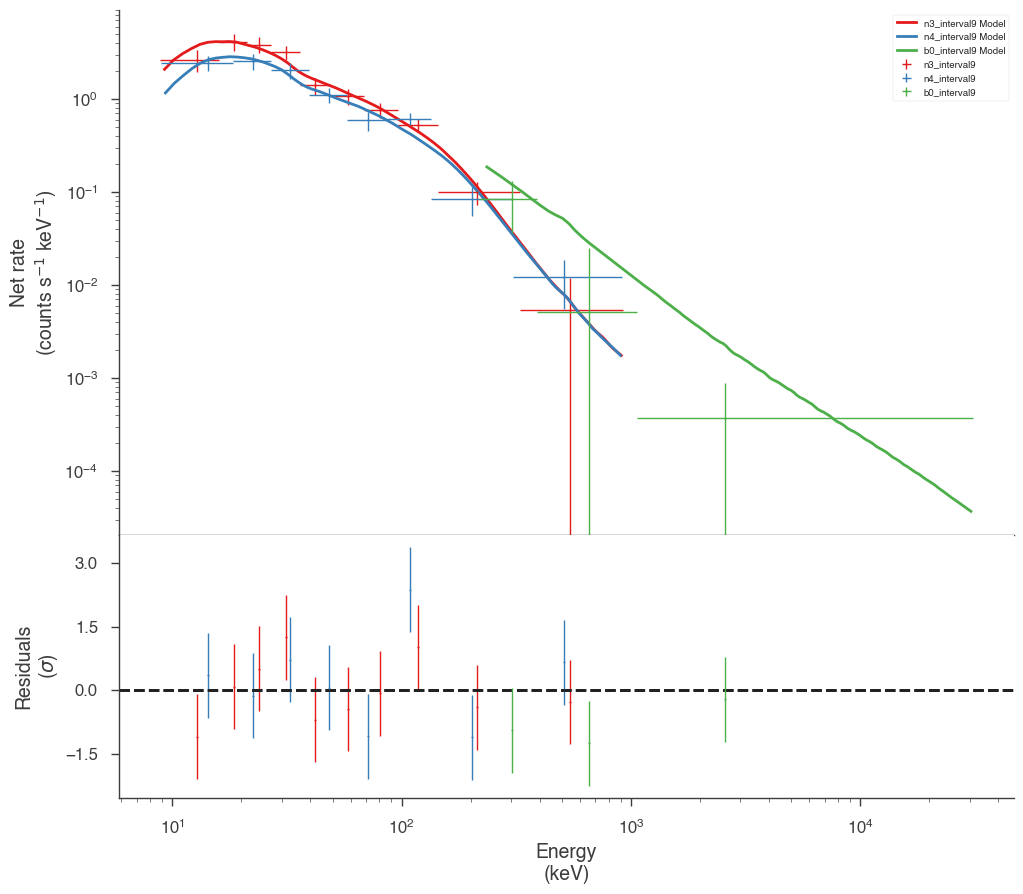 n3_interval9 Model
n4_interval9 Model
b0_interval9 Model
n3_interval9
n4_interval9
b0_interval9
10⁰
10⁻¹
10⁻²
10⁻³
10⁻⁴
Net rate
(counts s⁻¹ keV⁻¹)
3.0
1.5
0.0
−1.5
Residuals
(σ)
10¹
10²
10³
10⁴
Energy
(keV)